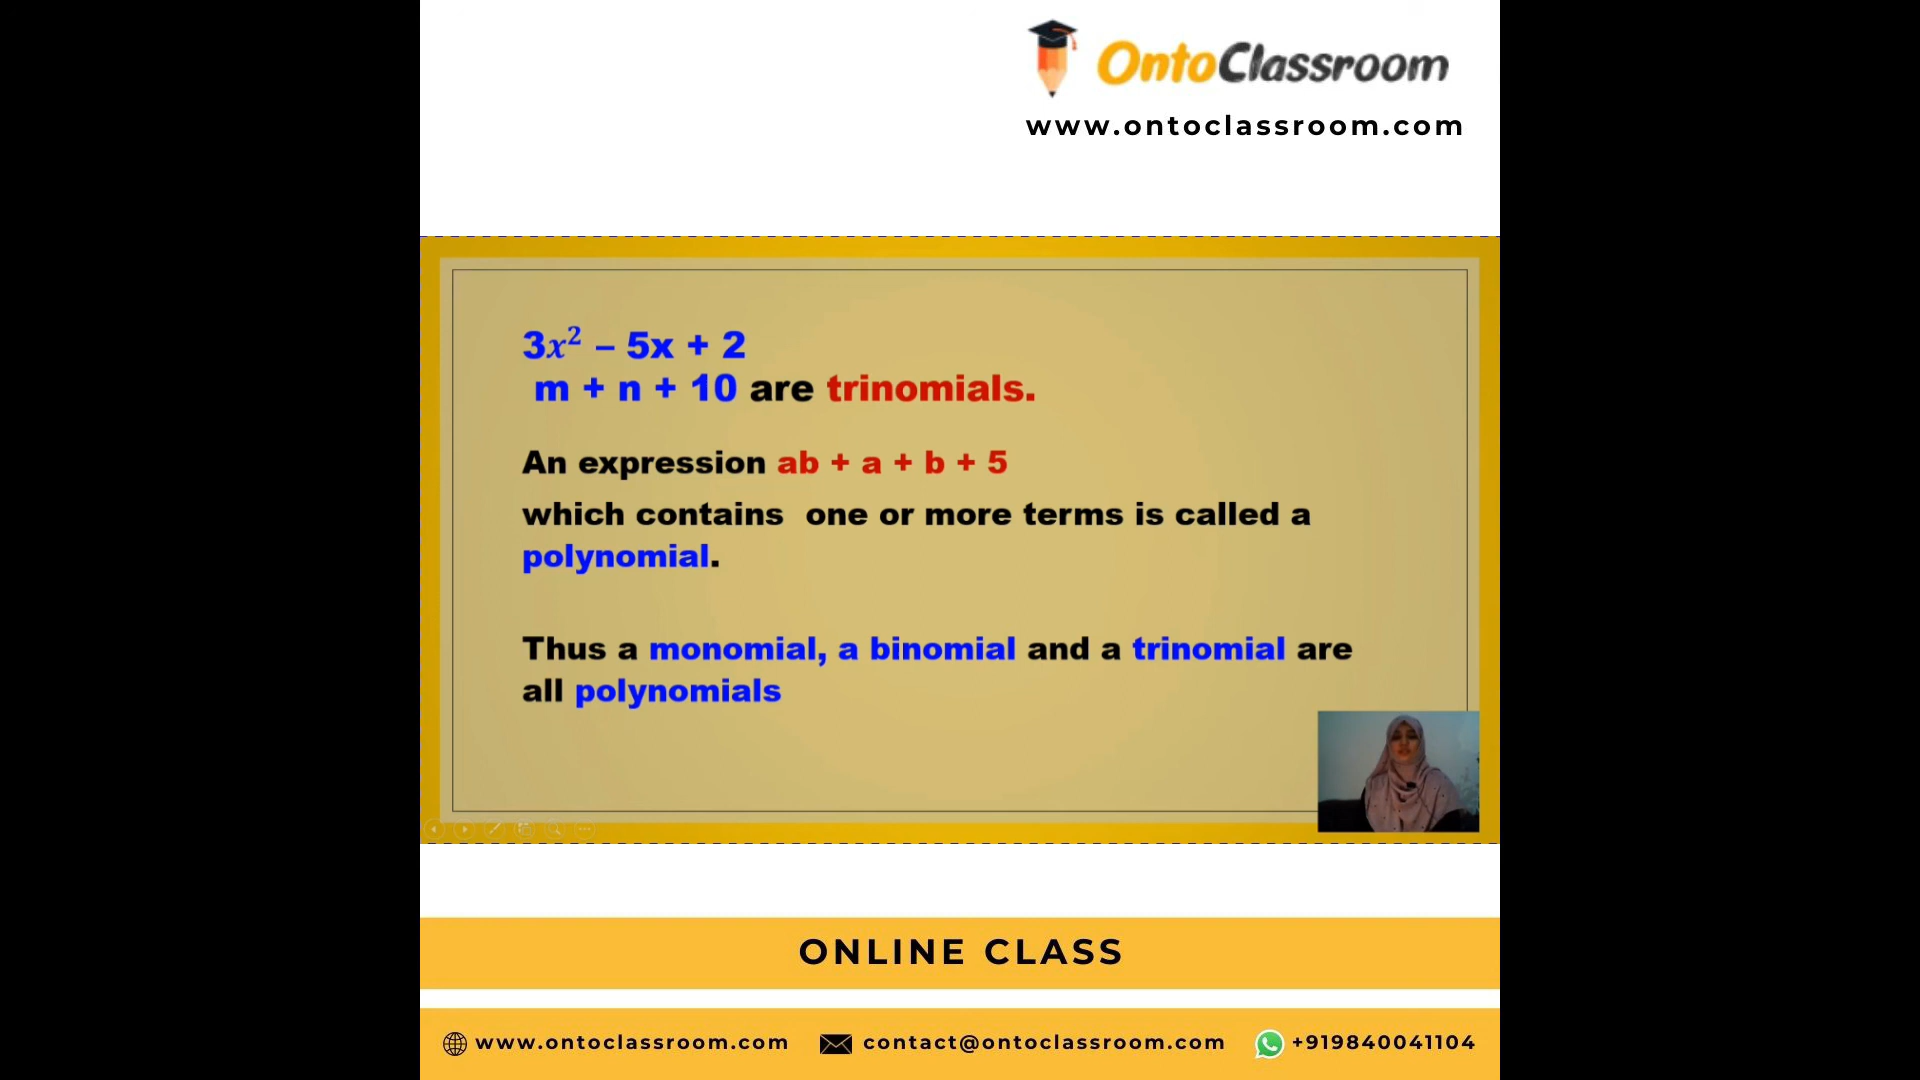 OntoClassroom
www.ontoclassroom.com
3x² – 5x + 2
m + n + 10 are trinomials.
An expression ab + a + b + 5
which contains one or more terms is called a
polynomial.
Thus a monomial, a binomial and a trinomial are
all polynomials
ONLINE CLASS
www.ontoclassroom.com contact@ontoclassroom.com +919840041104